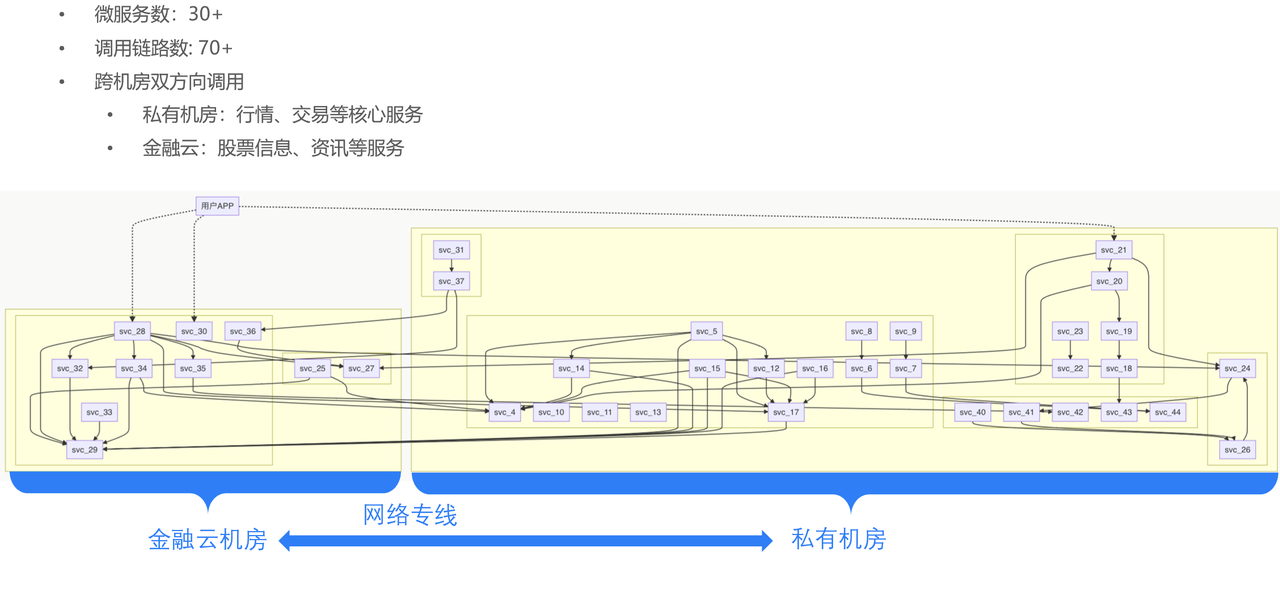 微服务数：30+
调用链路数: 70+
跨机房双方向调用
私有机房：行情、交易等核心服务
金融云：股票信息、资讯等服务
用户APP
svc_31
svc_21
svc_37
svc_20
svc_28
svc_30
svc_36
svc_5
svc_8
svc_9
svc_23
svc_19
svc_32
svc_34
svc_35
svc_25
svc_27
svc_14
svc_15
svc_12
svc_16
svc_6
svc_7
svc_22
svc_18
svc_24
svc_33
svc_4
svc_10
svc_11
svc_13
svc_17
svc_40
svc_41
svc_42
svc_43
svc_44
svc_29
svc_26
网络专线
金融云机房
私有机房